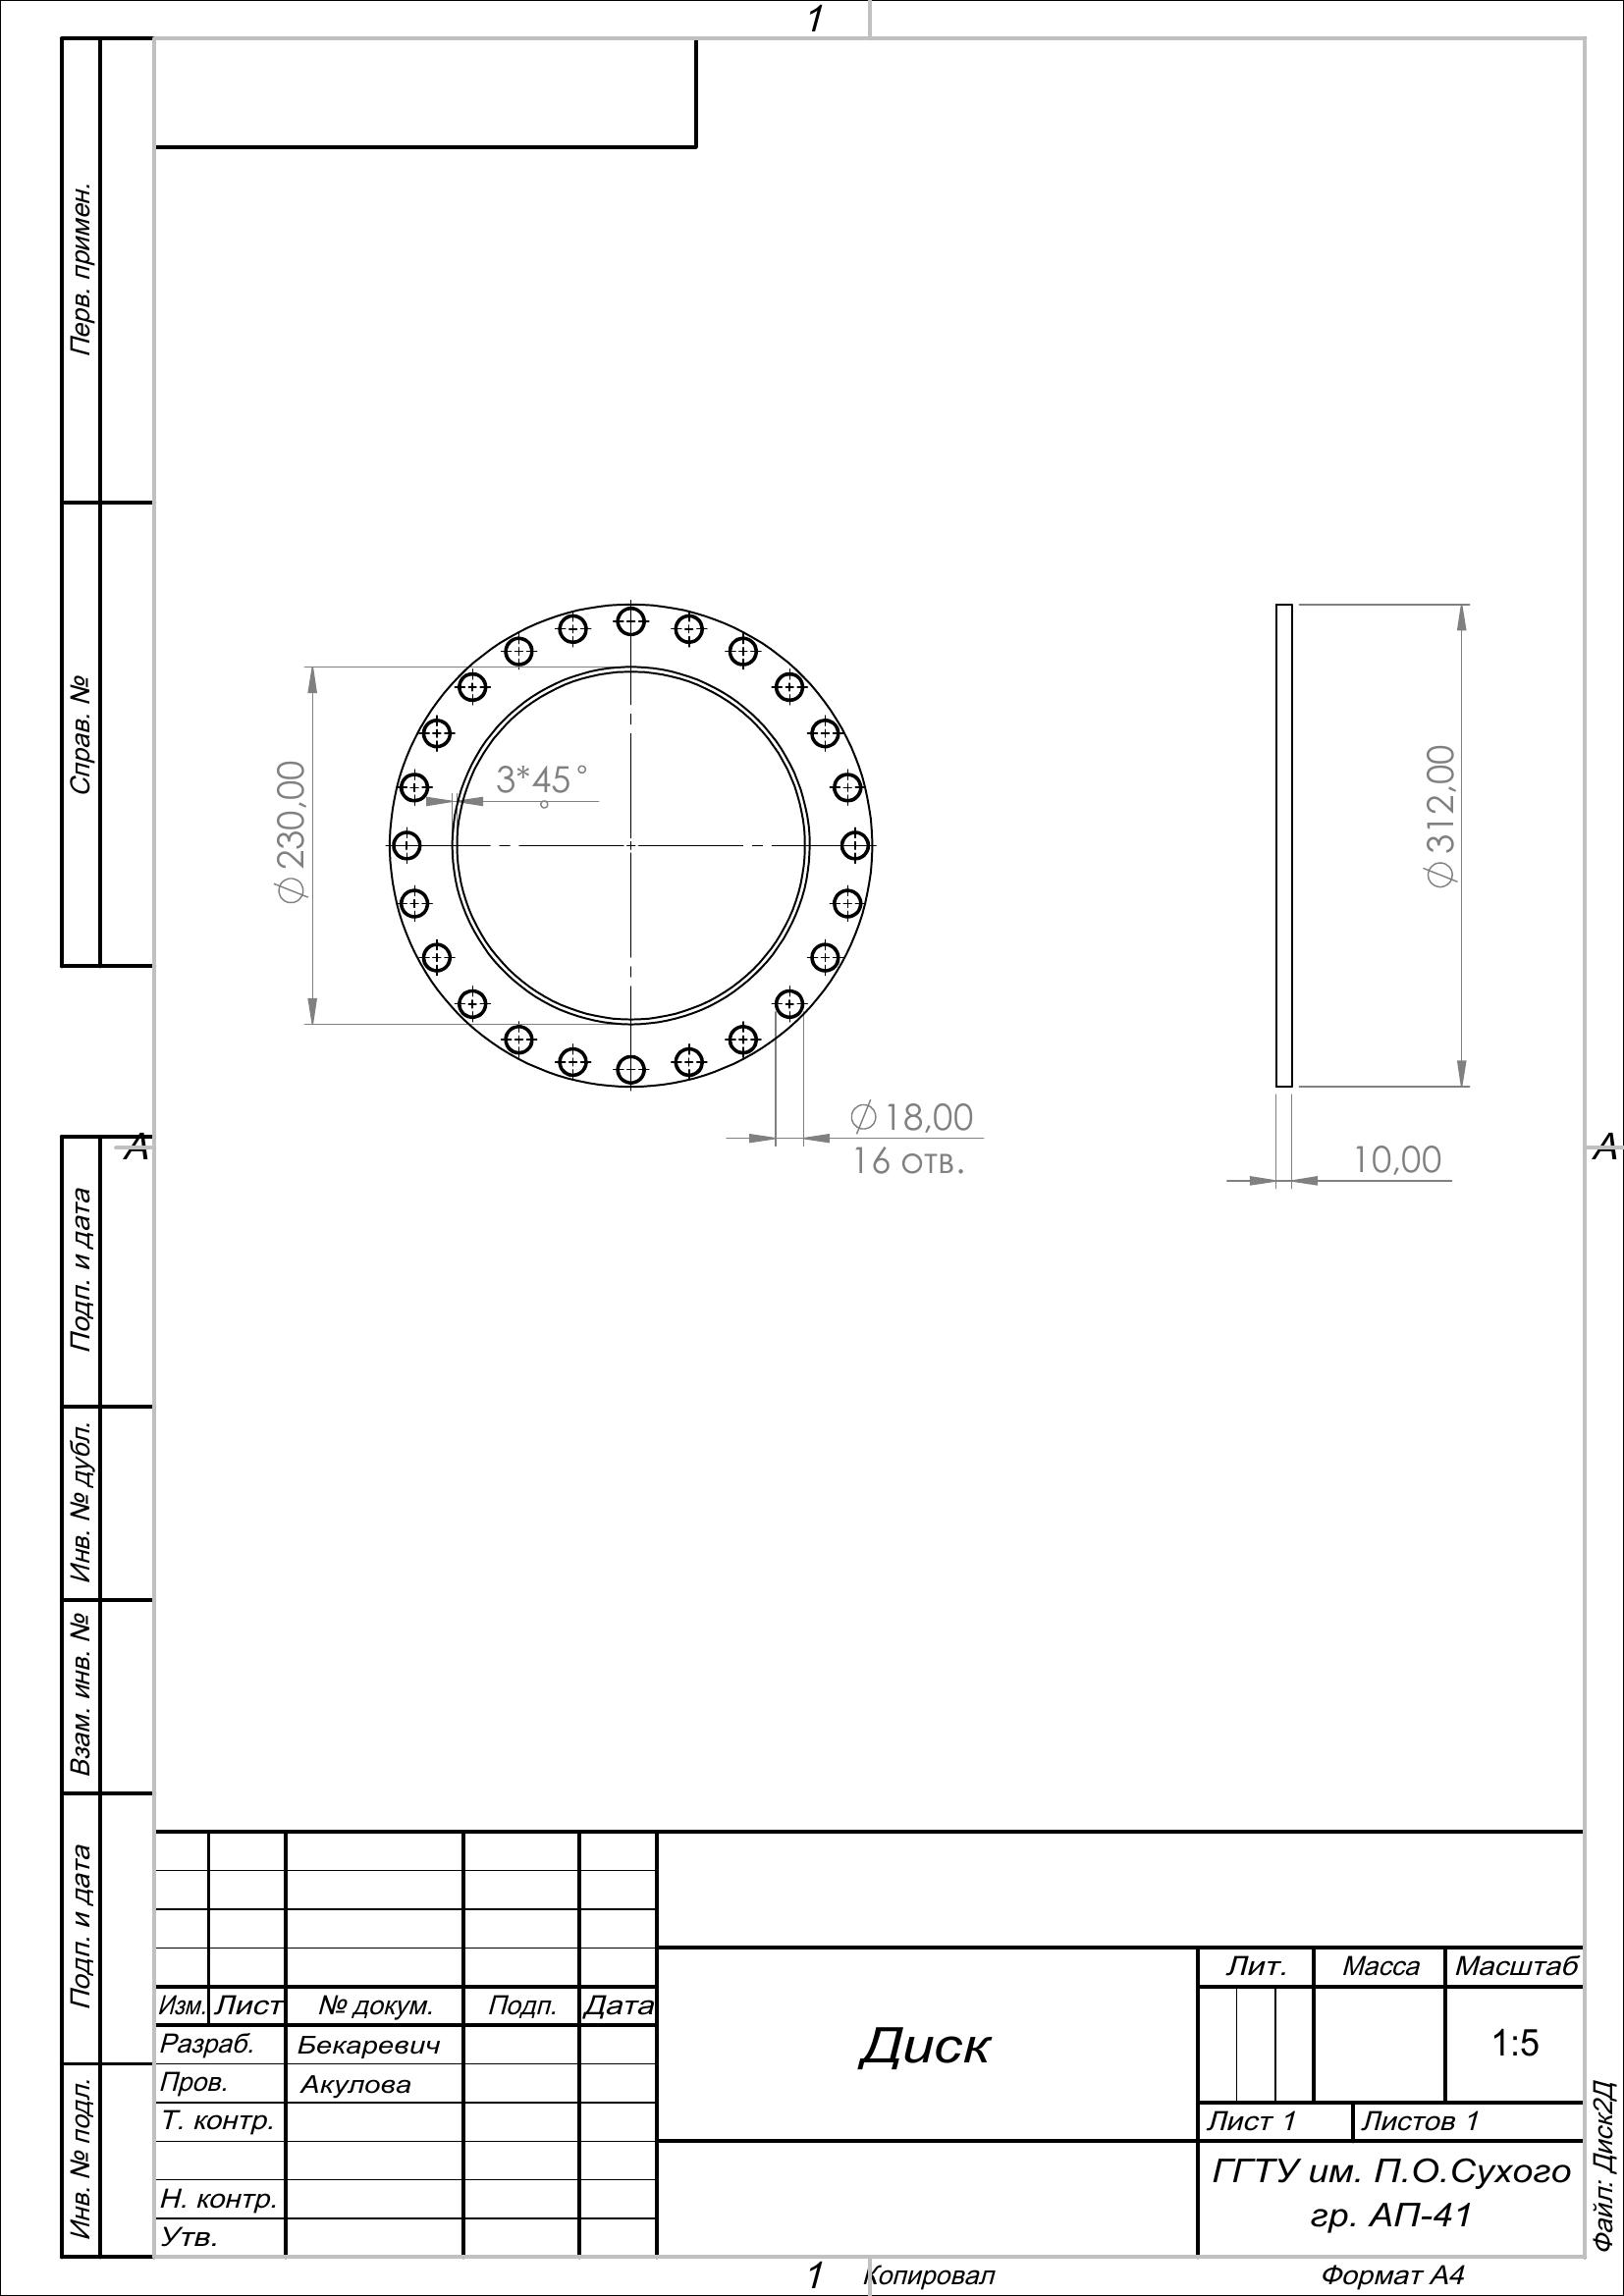 1
Перв. примен.
Справ. №
3*45°
°
⌀230,00
⌀312,00
⌀18,00
16 отв.
10,00
A
A
Подп. и дата
Инв. № дубл.
Взам. инв. №
Подп. и дата
Инв. № подл.
Изм. Лист № докум. Подп. Дата
Разраб. Бекаревич
Пров. Акулова
Т. контр.
Н. контр.
Утв.
Диск
Лит. Масса Масштаб
1:5
Лист 1 Листов 1
ГГТУ им. П.О.Сухого
гр. АП-41
Файл: Диск2Д
1 Копировал Формат А4